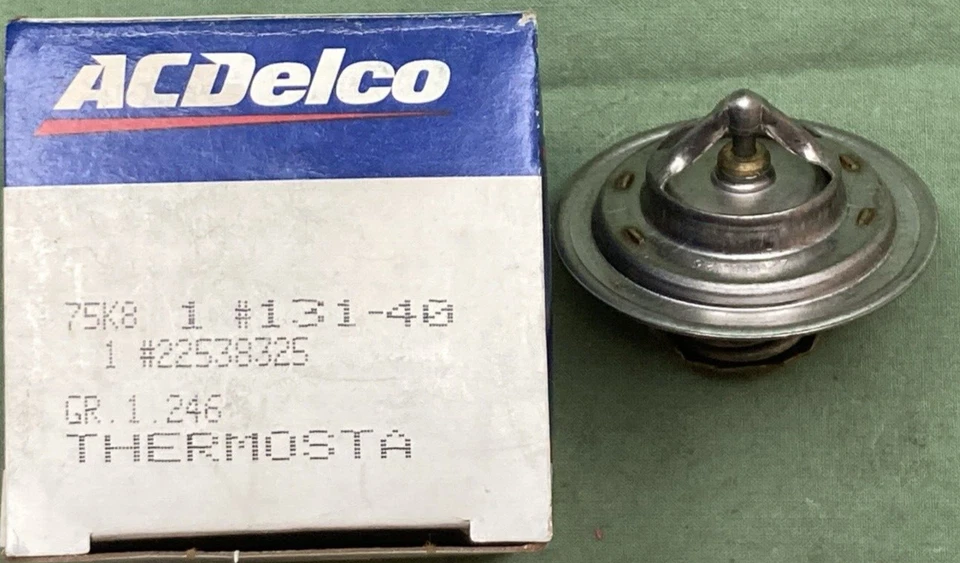 ACDelco
75K8 1 #131-40
1 #22538325
GR.1.246
THERMOSTA